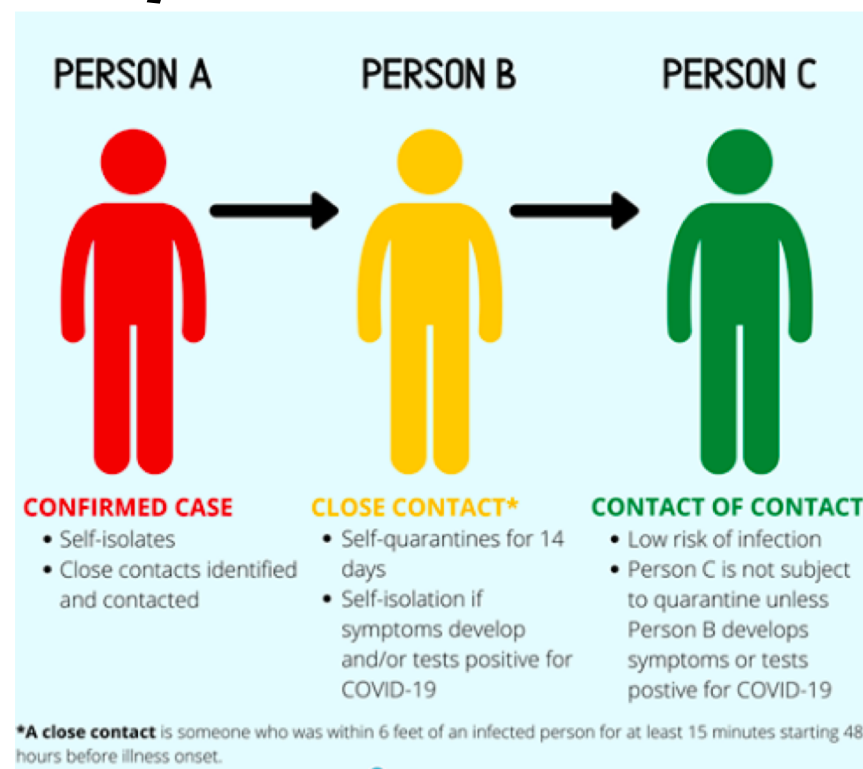 PERSON A
PERSON B
PERSON C
CONFIRMED CASE
• Self-isolates
• Close contacts identified
and contacted
CLOSE CONTACT*
• Self-quarantines for 14
days
• Self-isolation if
symptoms develop
and/or tests positive for
COVID-19
CONTACT OF CONTACT
• Low risk of infection
• Person C is not subject
to quarantine unless
Person B develops
symptoms or tests
postive for COVID-19
*A close contact is someone who was within 6 feet of an infected person for at least 15 minutes starting 48
hours before illness onset.